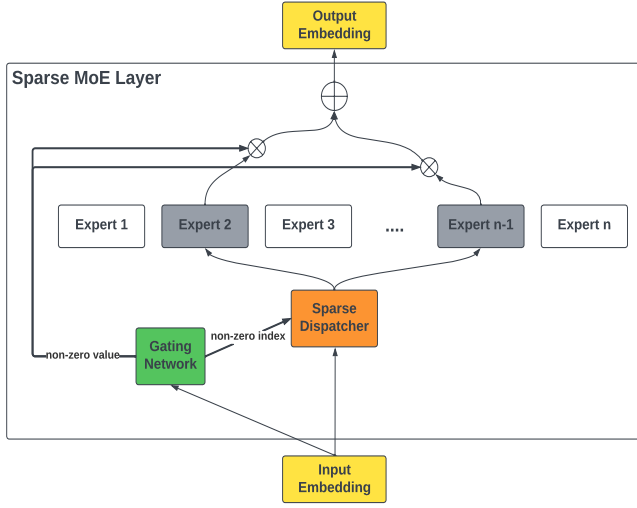 Output
Embedding
Sparse MoE Layer
Expert 1
Expert 2
Expert 3
....
Expert n-1
Expert n
Sparse
Dispatcher
non-zero index
Gating
Network
non-zero value
Input
Embedding